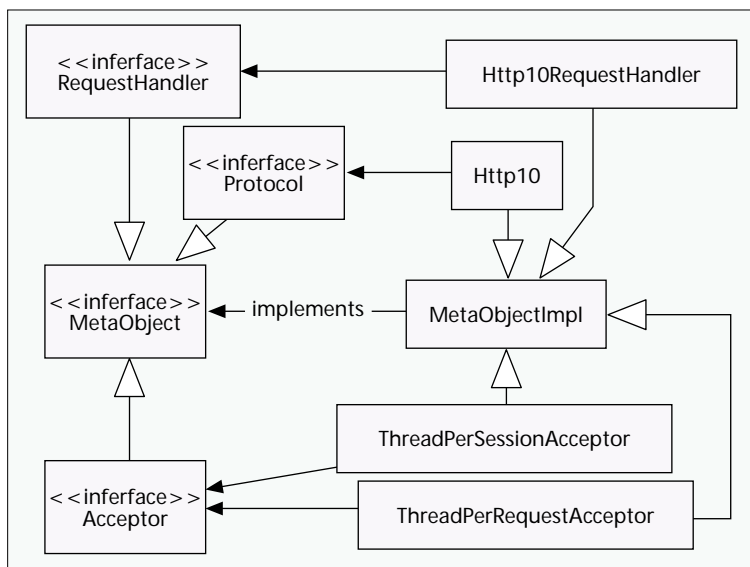 <<inferface>>
RequestHandler
Http10RequestHandler
<<inferface>>
Protocol
Http10
<<inferface>>
MetaObject
implements
MetaObjectImpl
ThreadPerSessionAcceptor
<<inferface>>
Acceptor
ThreadPerRequestAcceptor